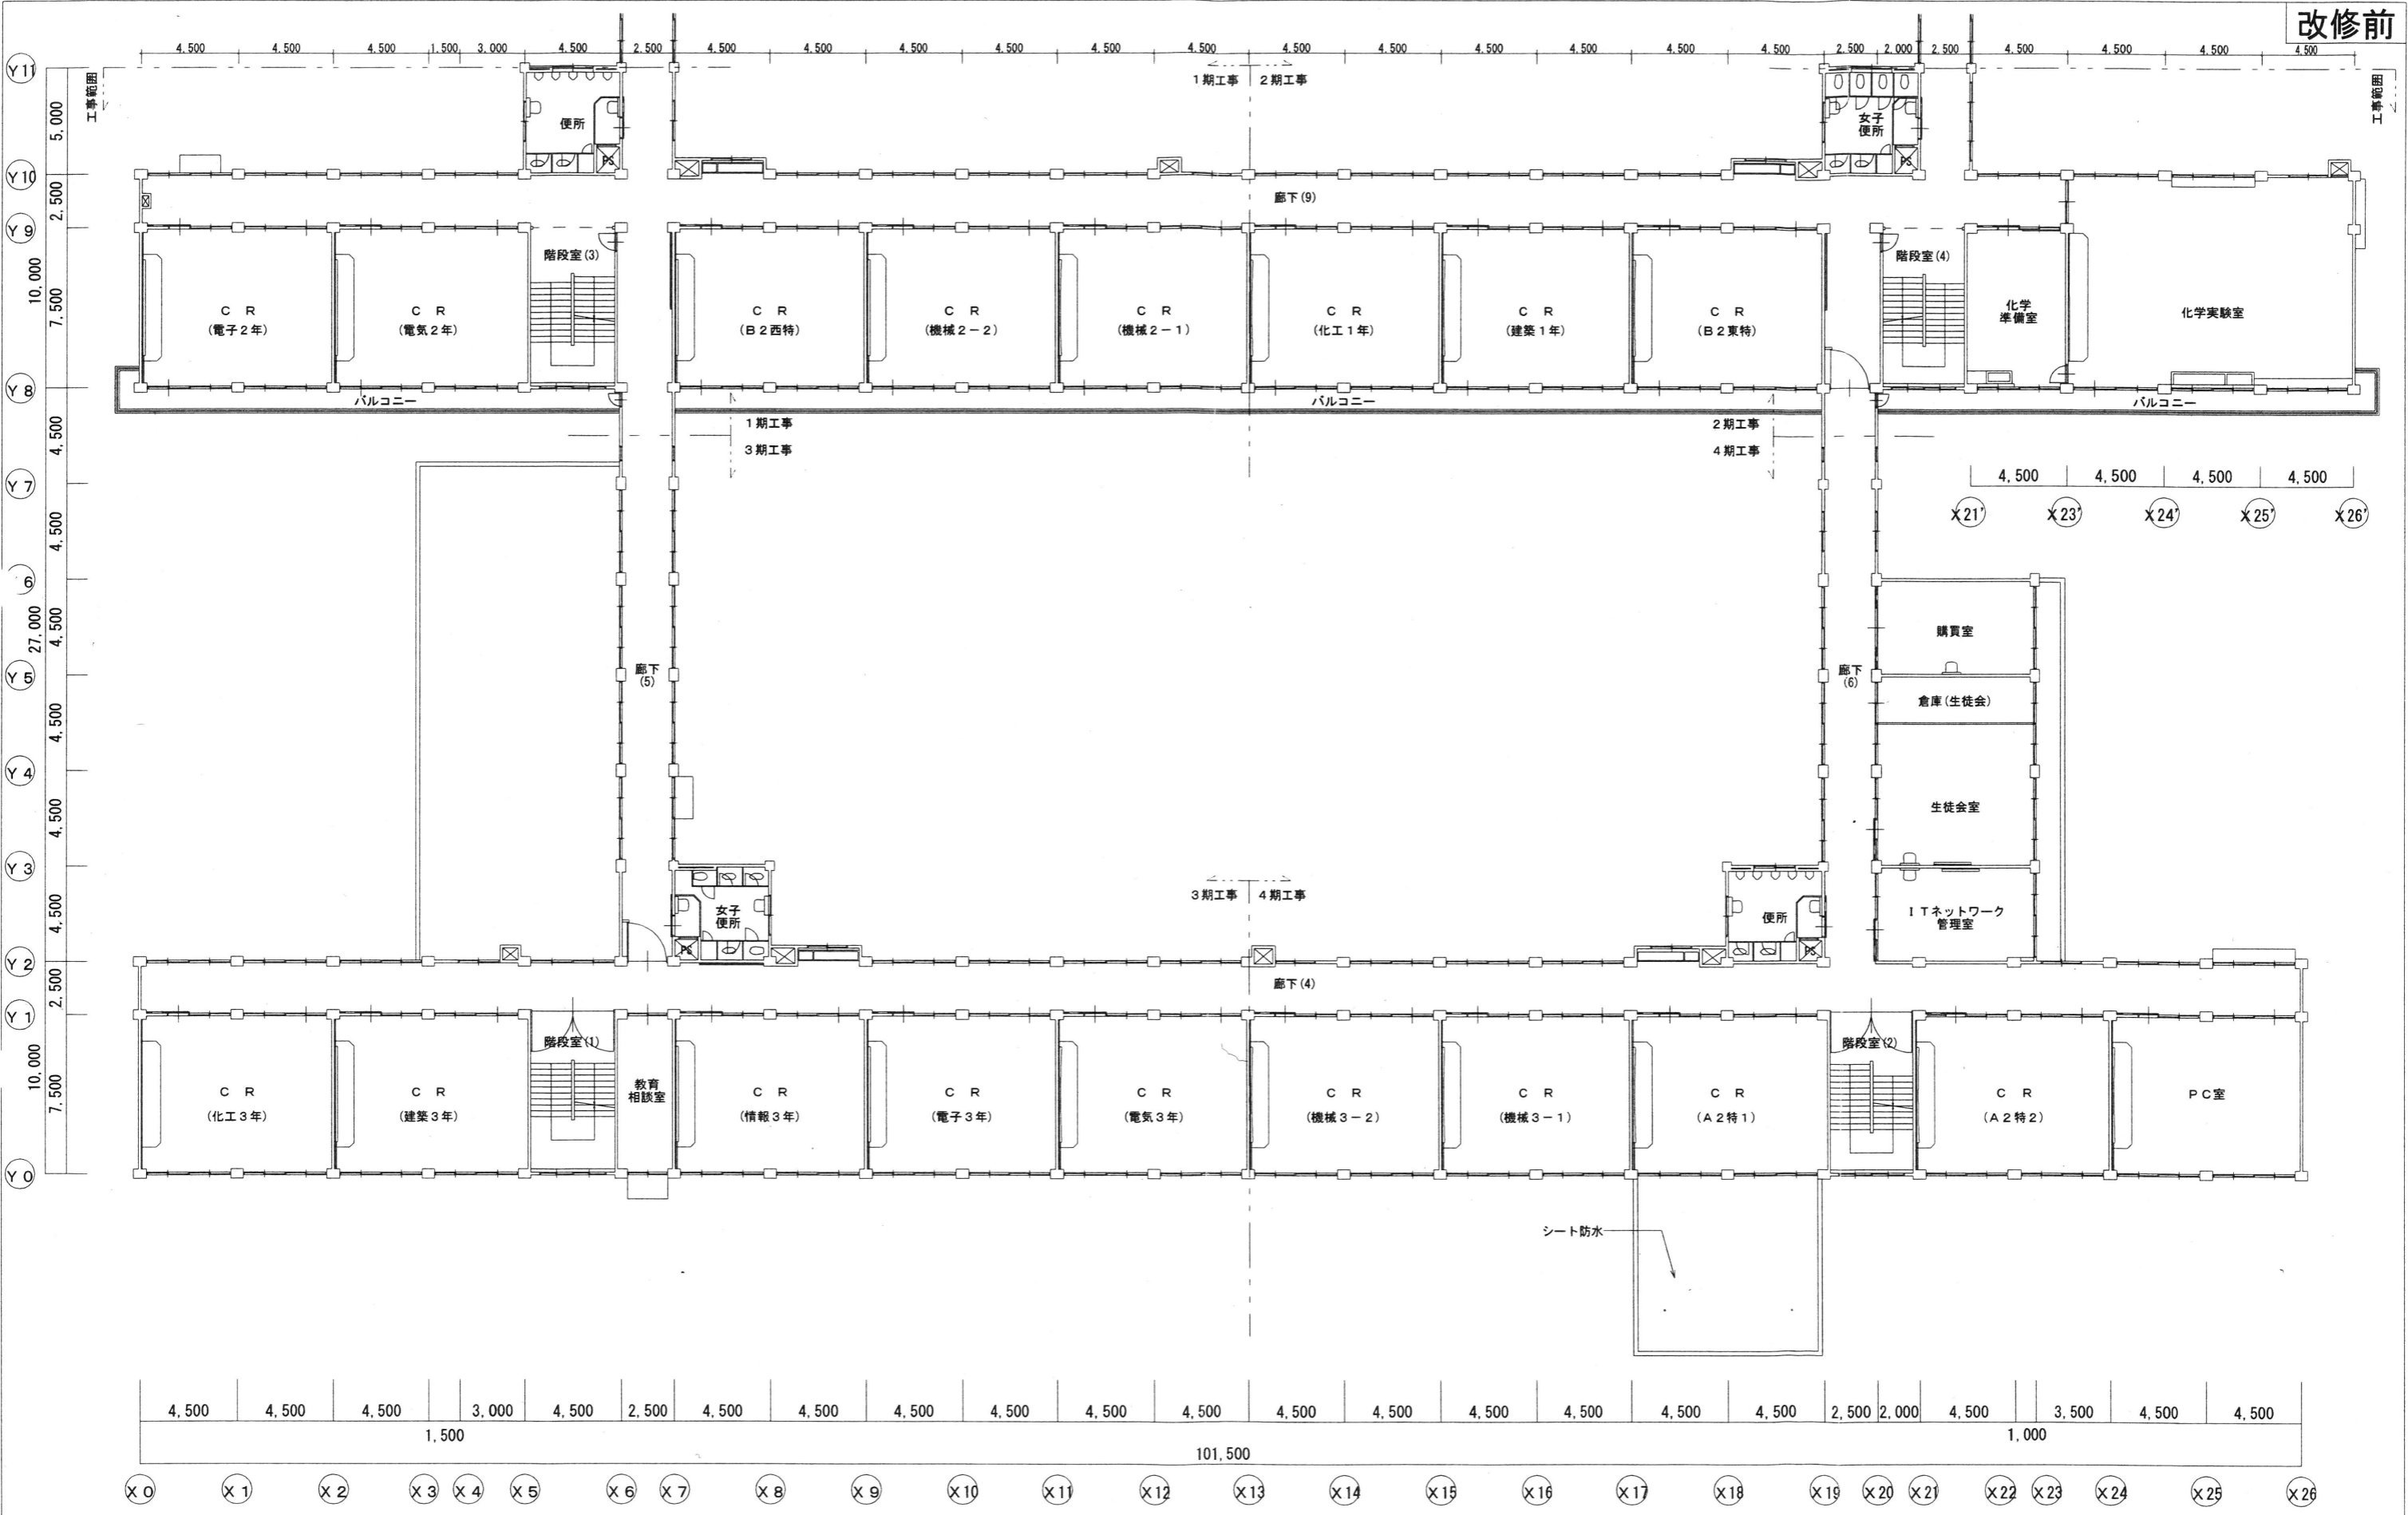 改修前
4,500 4,500 4,500 1,500 3,000 4,500 2,500 4,500 4,500 4,500 4,500 4,500 4,500 4,500 4,500 4,500 4,500 4,500 4,500 2,500 2,000 2,500 4,500 4,500 4,500 4,500
Y11
工事範囲
1期工事 2期工事
工事範囲
5,000
便所
女子
便所
PS
PS
Y10
2,500
廊下(9)
Y9
階段室(3)
階段室(4)
10,000
7,500
C R
(電子2年)
C R
(電気2年)
C R
(B2西特)
C R
(機械2-2)
C R
(機械2-1)
C R
(化工1年)
C R
(建築1年)
C R
(B2東特)
化学
準備室
化学実験室
Y8
バルコニー
バルコニー
バルコニー
4,500
1期工事
3期工事
2期工事
4期工事
Y7
4,500 4,500 4,500 4,500
X21' X23' X24' X25' X26'
4,500
6
27,000
4,500
購買室
Y5
廊下
(5)
廊下
(6)
倉庫(生徒会)
4,500
Y4
4,500
生徒会室
Y3
3期工事 4期工事
4,500
女子
便所
PS
便所
PS
ITネットワーク
管理室
Y2
2,500
廊下(4)
Y1
階段室(1)
階段室(2)
10,000
7,500
C R
(化工3年)
C R
(建築3年)
教育
相談室
C R
(情報3年)
C R
(電子3年)
C R
(電気3年)
C R
(機械3-2)
C R
(機械3-1)
C R
(A2特1)
C R
(A2特2)
PC室
Y0
シート防水
4,500 4,500 4,500 3,000 4,500 2,500 4,500 4,500 4,500 4,500 4,500 4,500 4,500 4,500 4,500 4,500 4,500 4,500 2,500 2,000 4,500 3,500 4,500 4,500
1,500 1,000
101,500
X0 X1 X2 X3 X4 X5 X6 X7 X8 X9 X10 X11 X12 X13 X14 X15 X16 X17 X18 X19 X20 X21 X22 X23 X24 X25 X26